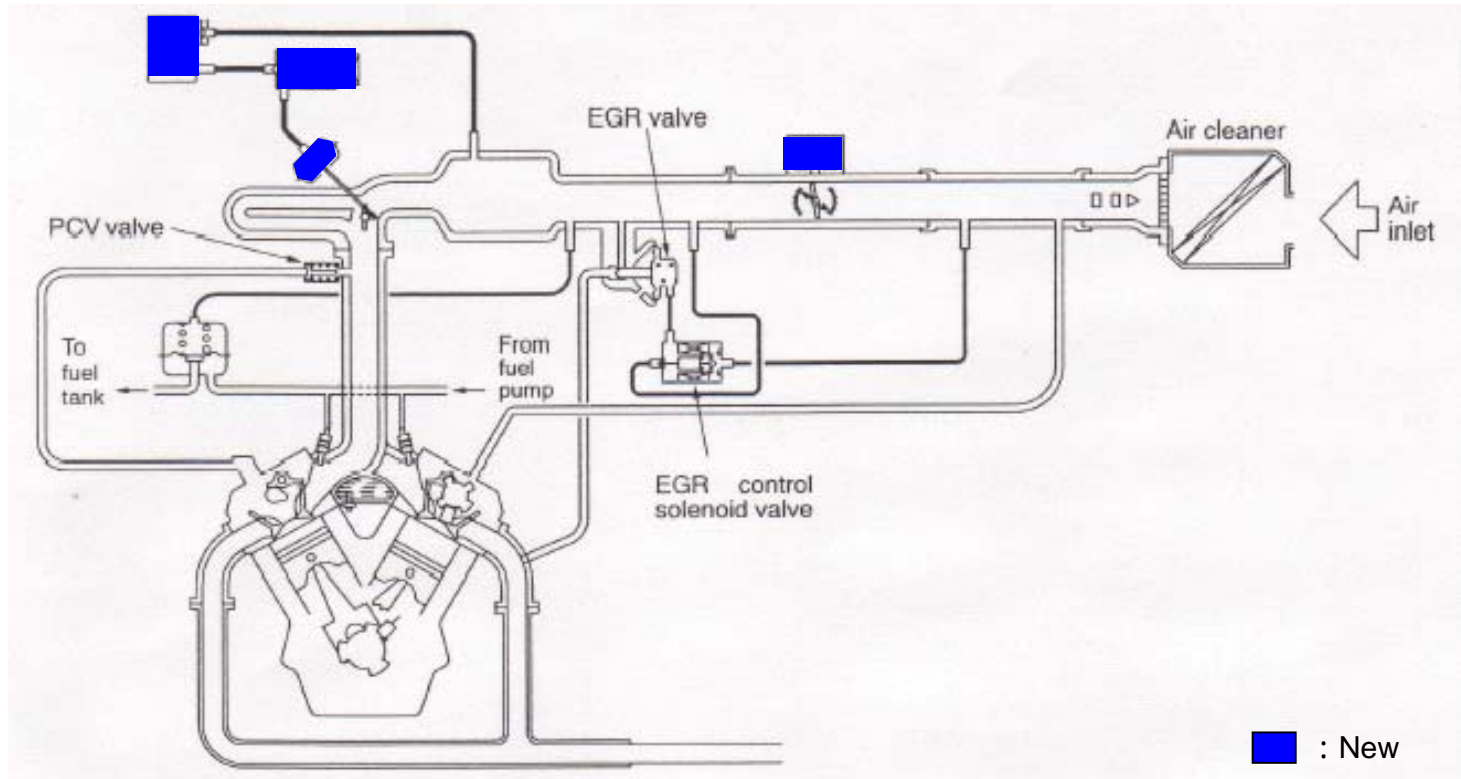 EGR valve
Air cleaner
Air
inlet
PCV valve
To
fuel
tank
From
fuel
pump
EGR control
solenoid valve
: New